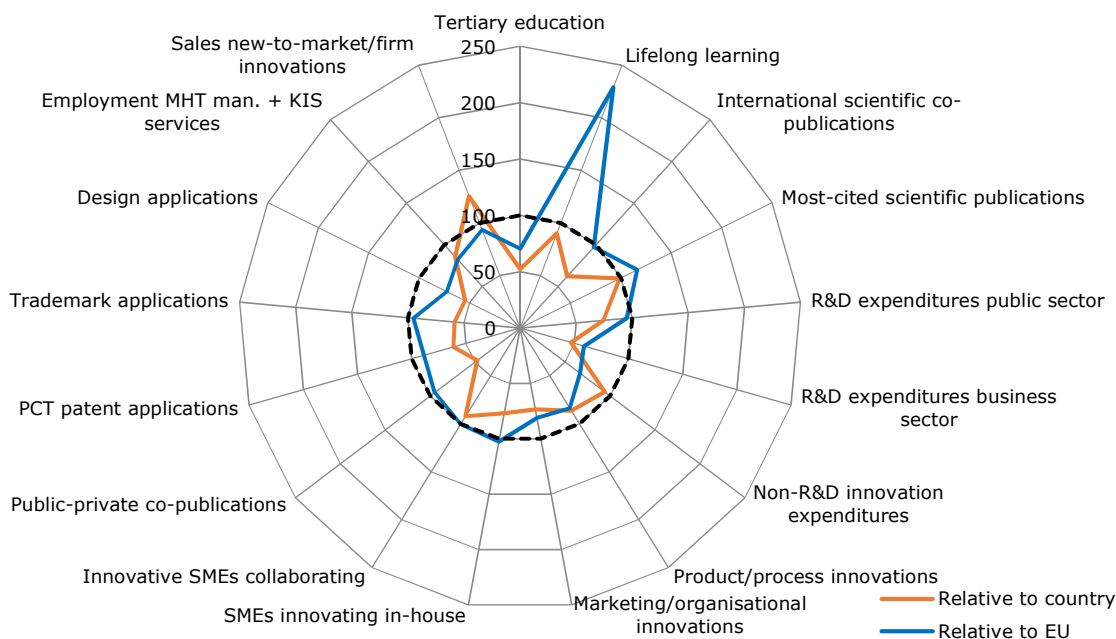 Tertiary education
Lifelong learning
International scientific co-
publications
Most-cited scientific publications
R&D expenditures public sector
R&D expenditures business
sector
Non-R&D innovation
expenditures
Product/process innovations
Marketing/organisational
innovations
SMEs innovating in-house
Innovative SMEs collaborating
Public-private co-publications
PCT patent applications
Trademark applications
Design applications
Employment MHT man. + KIS
services
Sales new-to-market/firm
innovations
250
200
150
100
50
0
Relative to country
Relative to EU